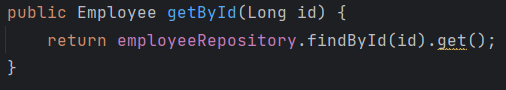 public Employee getById(Long id) {
    return employeeRepository.findById(id).get();
}